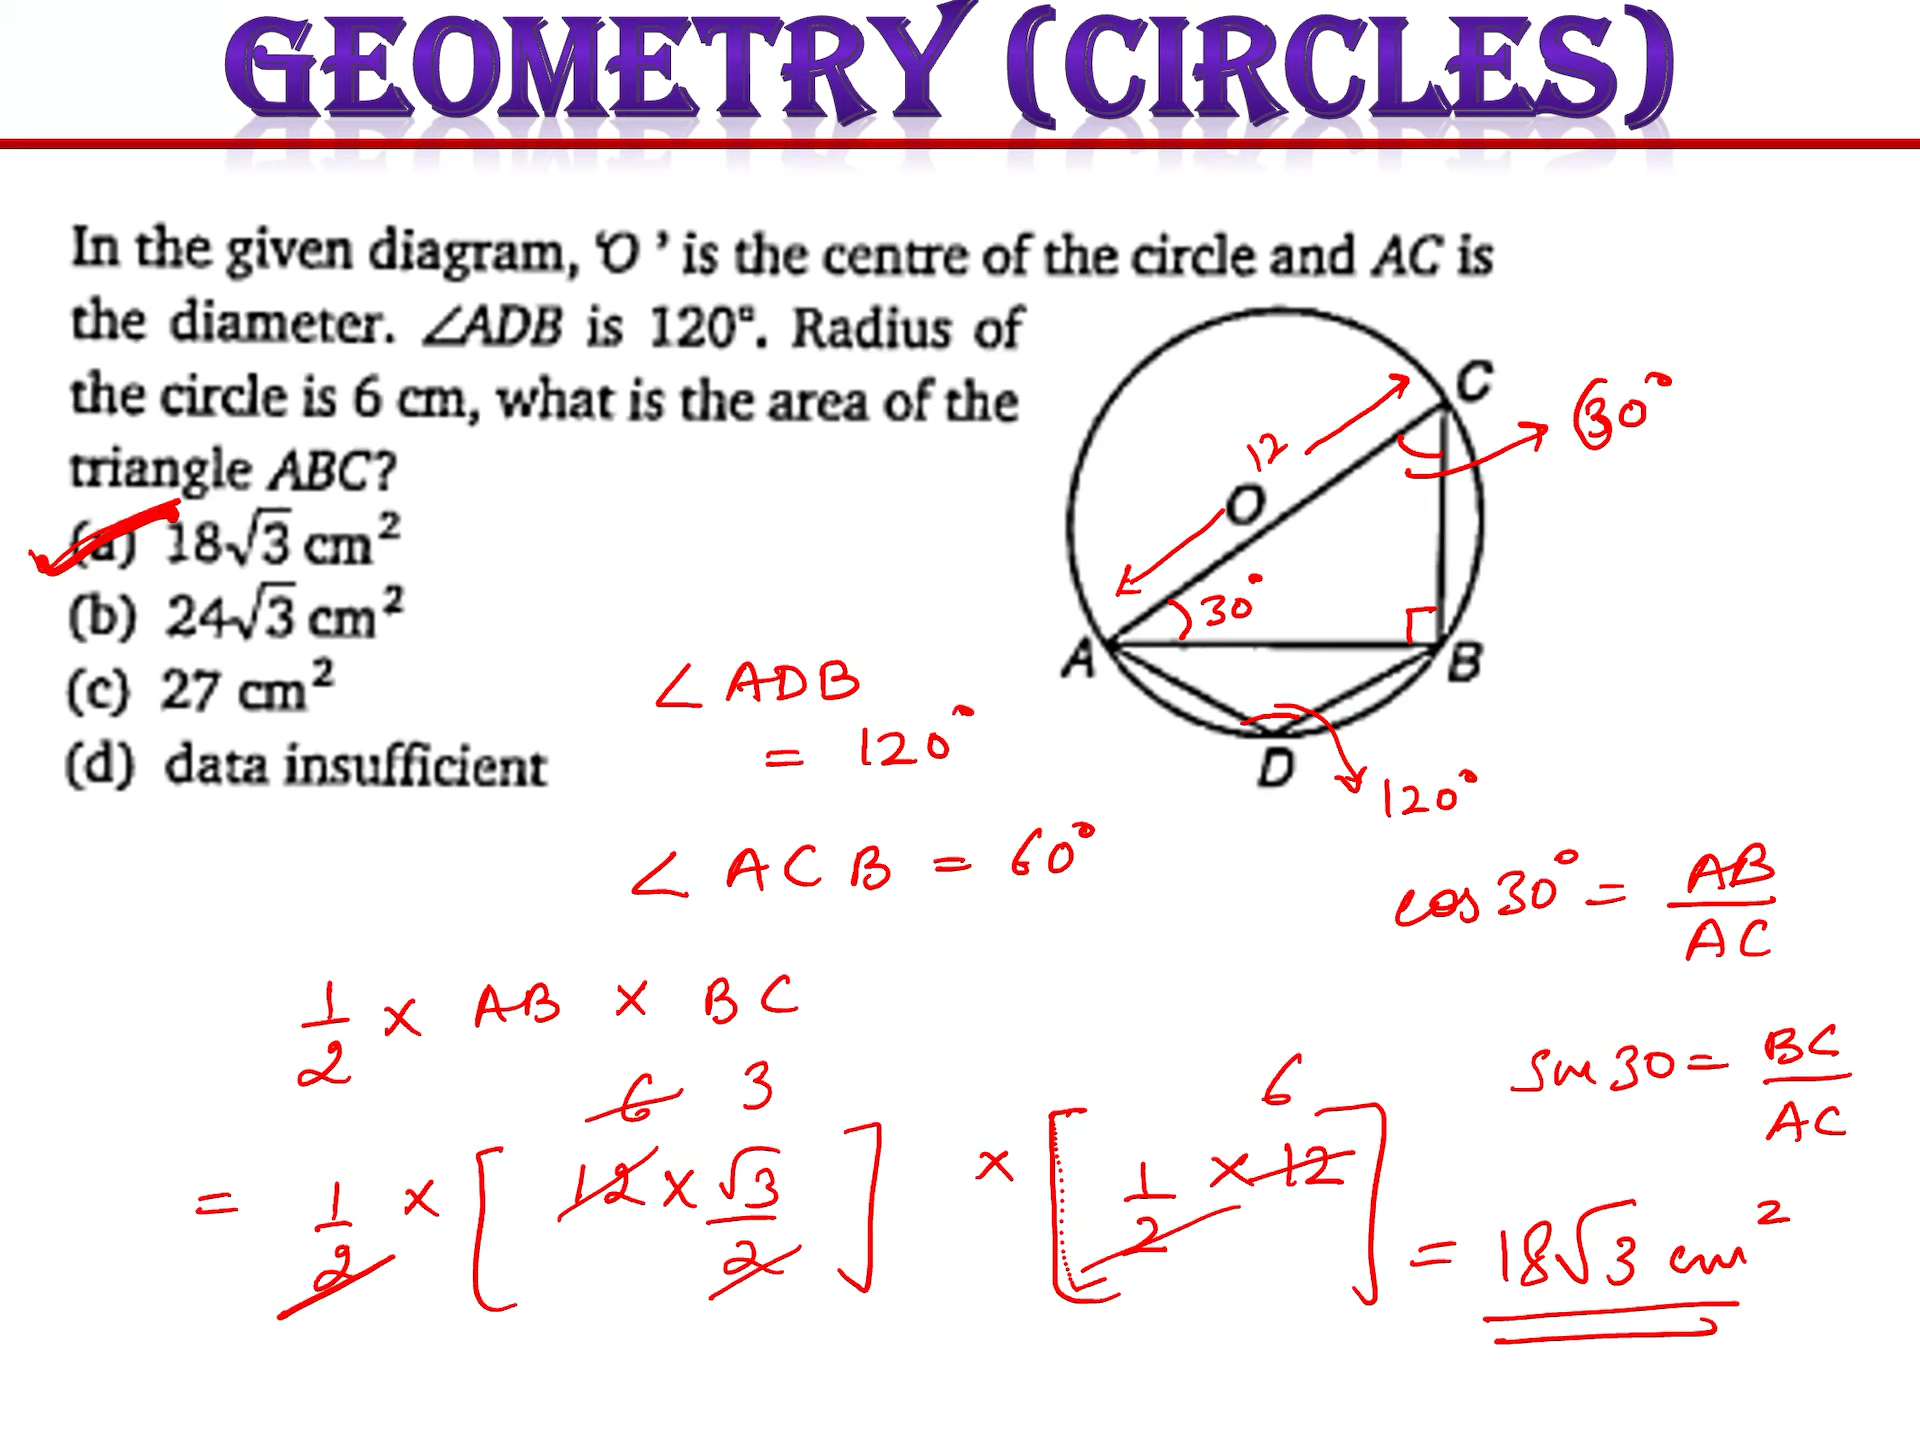 GEOMETRY (CIRCLES)
In the given diagram, 'O' is the centre of the circle and AC is
the diameter. ∠ADB is 120°. Radius of
the circle is 6 cm, what is the area of the
triangle ABC?
(a) 18√3 cm²
(b) 24√3 cm²
(c) 27 cm²
(d) data insufficient
C
12
O
30°
A
B
D
120°
∠ ADB
= 120°
∠ ACB = 60°
cos 30° = AB/AC
1/2 × AB × BC
sin 30 = BC/AC
6 3
6
= 1/2 × [12 × √3/2] × [1/2 × 12] = 18√3 cm²